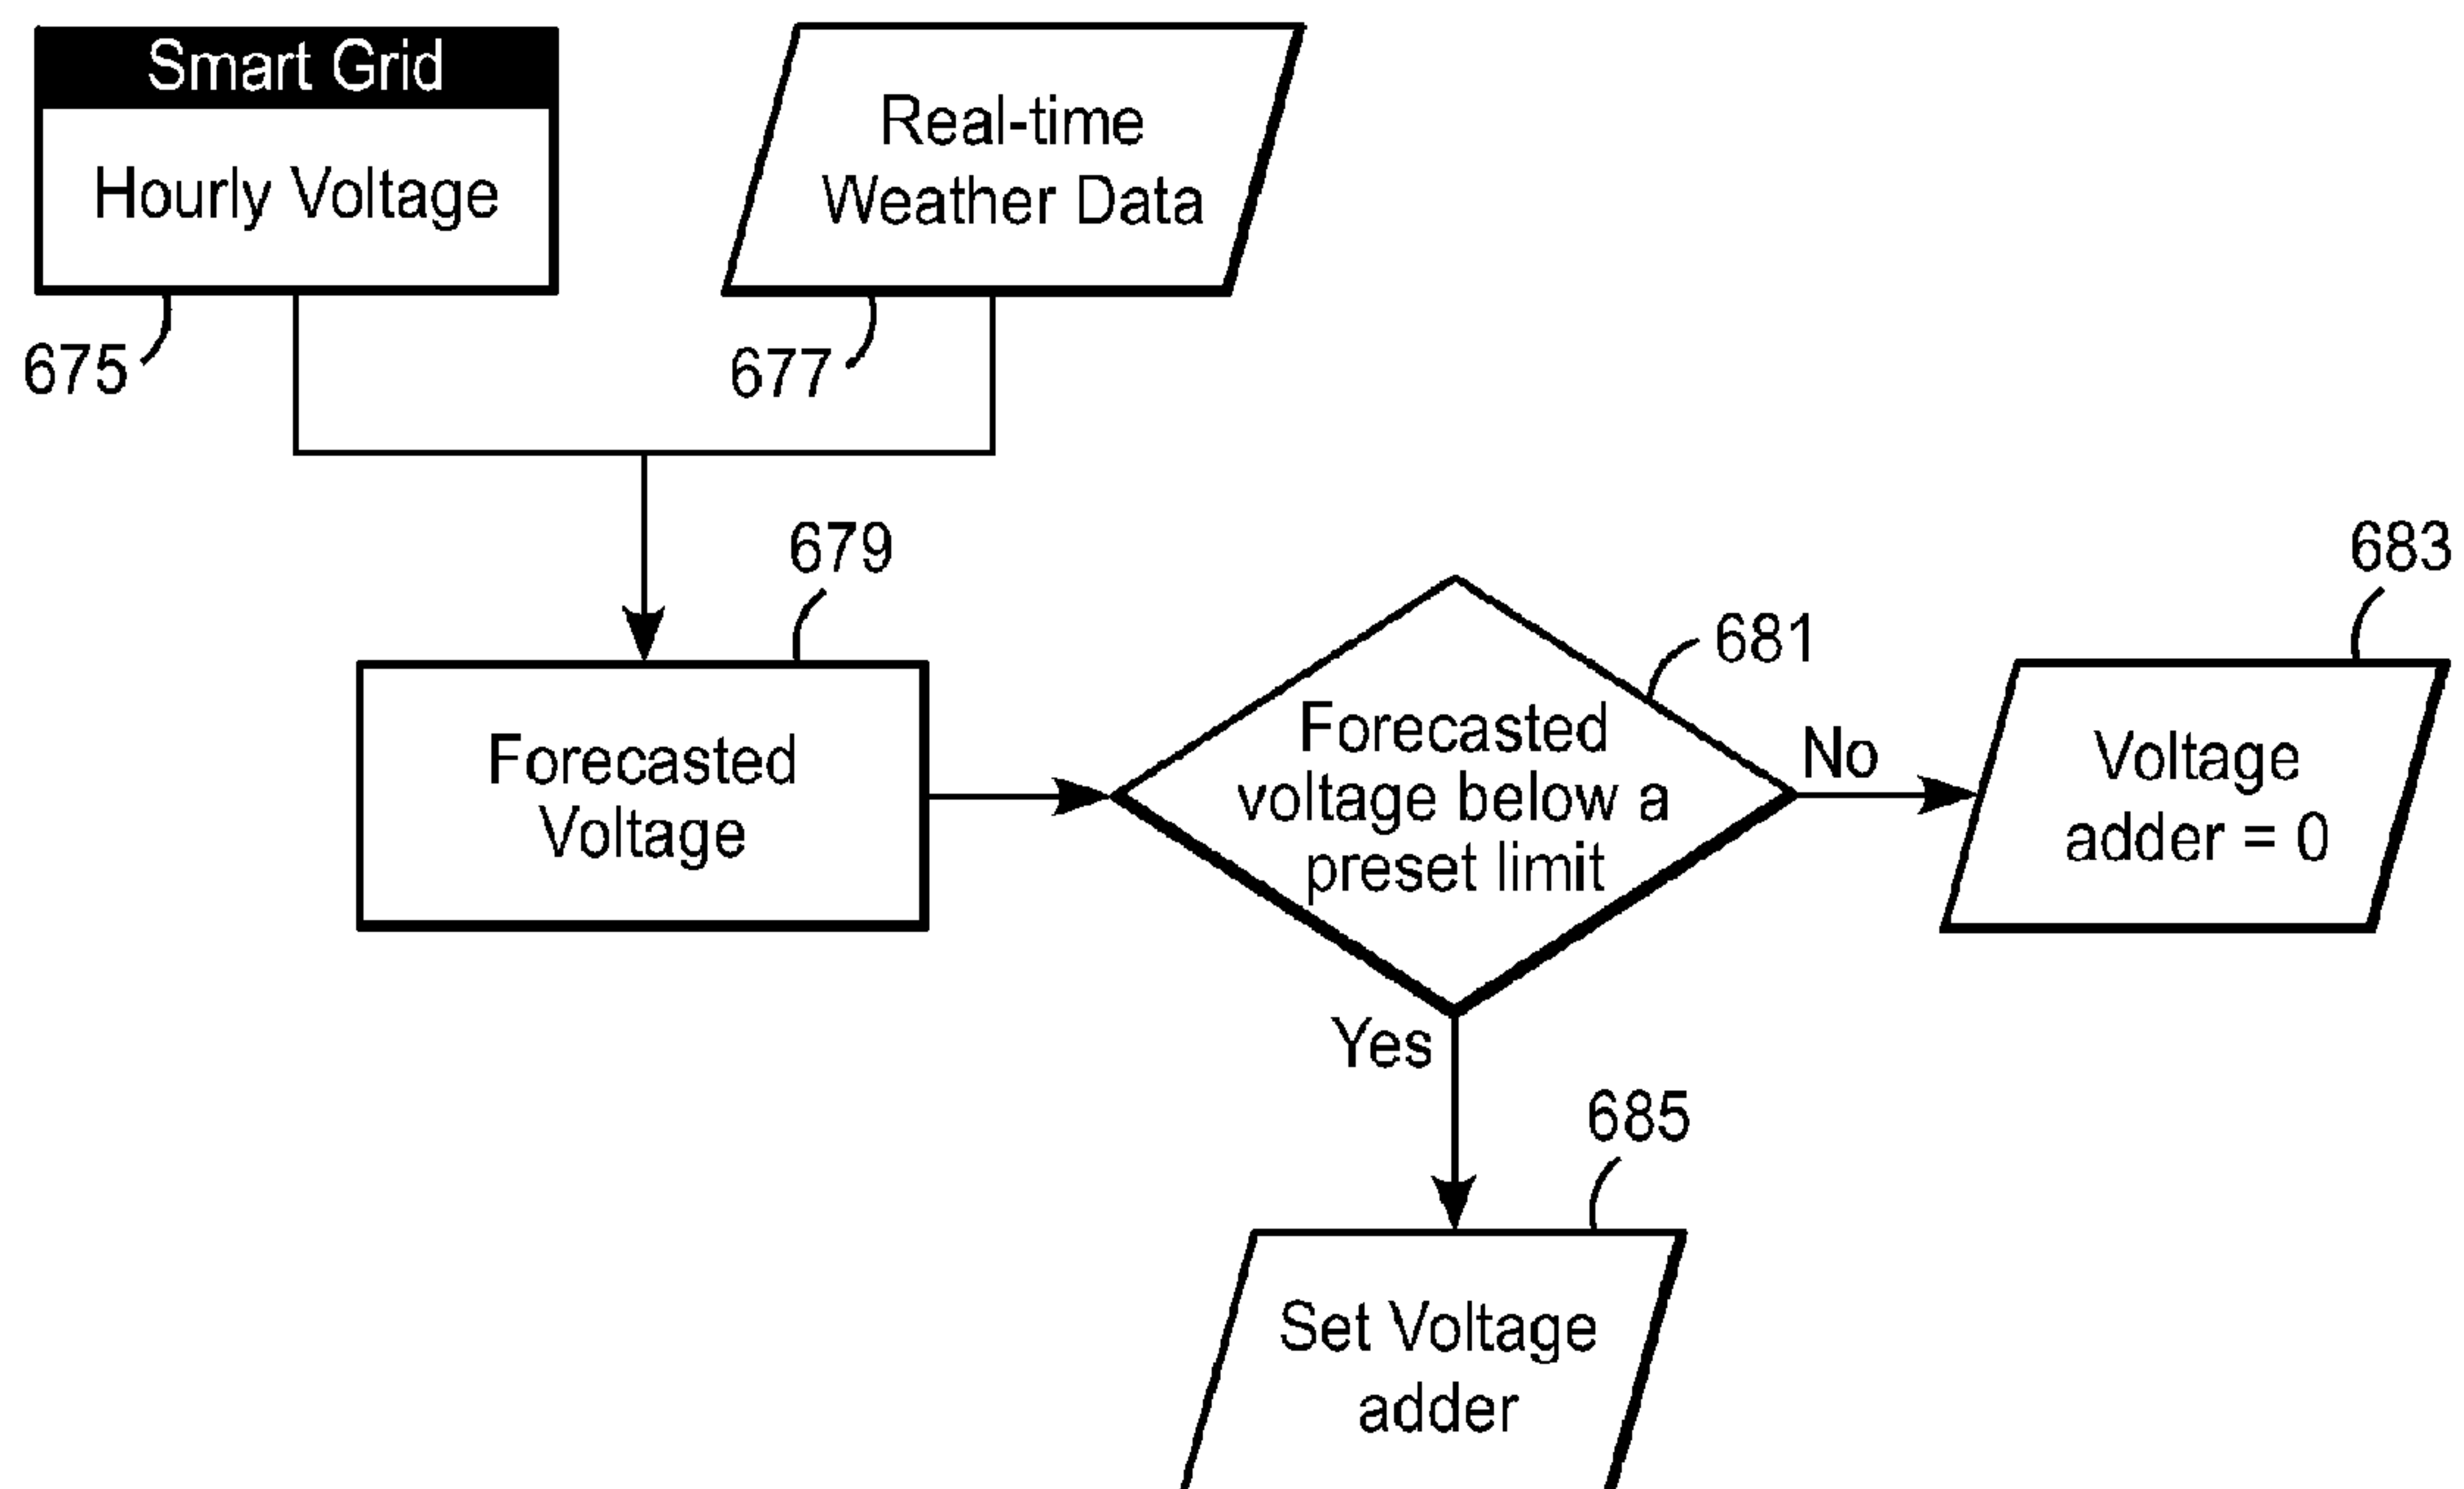 Smart Grid
Hourly Voltage
675
Real-time
Weather Data
677
679
Forecasted
Voltage
681
Forecasted
voltage below a
preset limit
No
683
Voltage
adder = 0
Yes
685
Set Voltage
adder